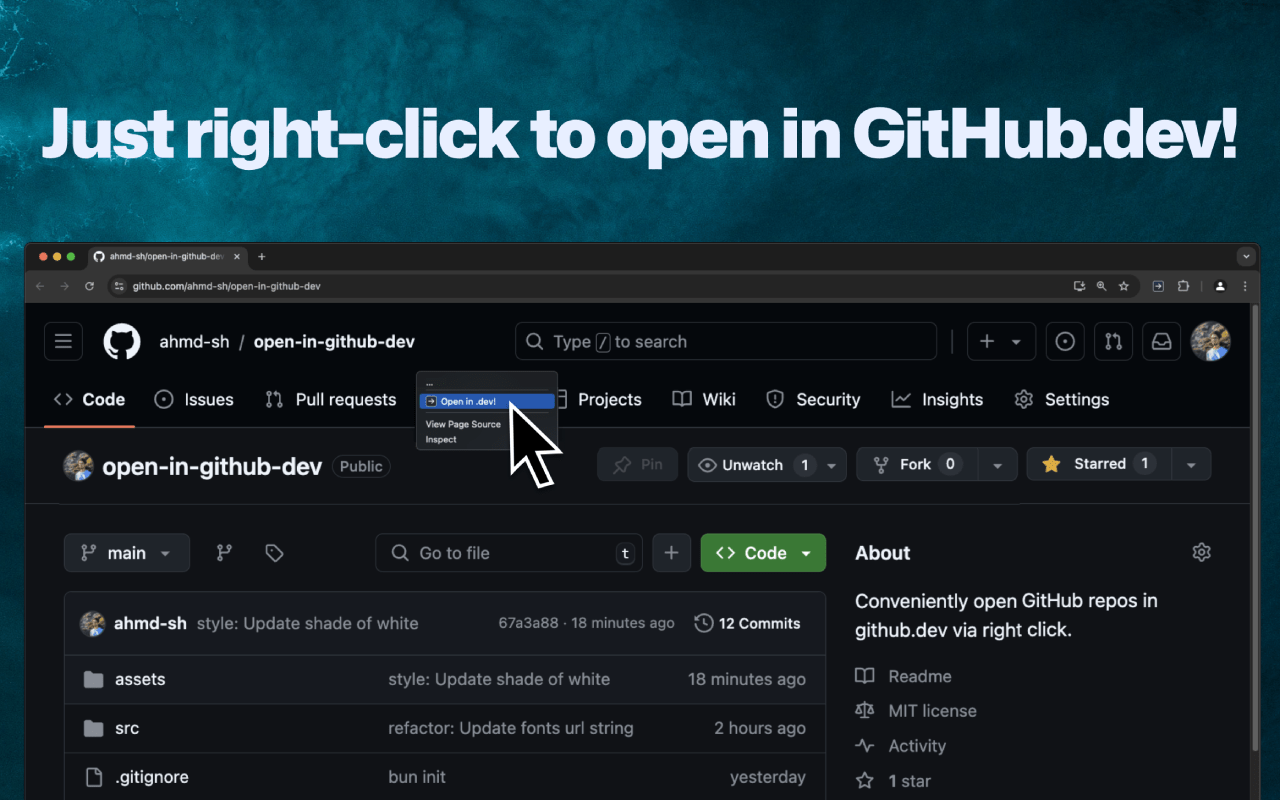 Just right-click to open in GitHub.dev!
ahmd-sh/open-in-github-dev
github.com/ahmd-sh/open-in-github-dev
ahmd-sh / open-in-github-dev
Type / to search
...
Open in .dev!
View Page Source
Inspect
Code Issues Pull requests Projects Wiki Security Insights Settings
open-in-github-dev Public
Pin Unwatch 1 Fork 0 Starred 1
main Go to file t Code
About
Conveniently open GitHub repos in
github.dev via right click.
ahmd-sh style: Update shade of white 67a3a88 · 18 minutes ago 12 Commits
assets style: Update shade of white 18 minutes ago
src refactor: Update fonts url string 2 hours ago
.gitignore bun init yesterday
Readme
MIT license
Activity
1 star